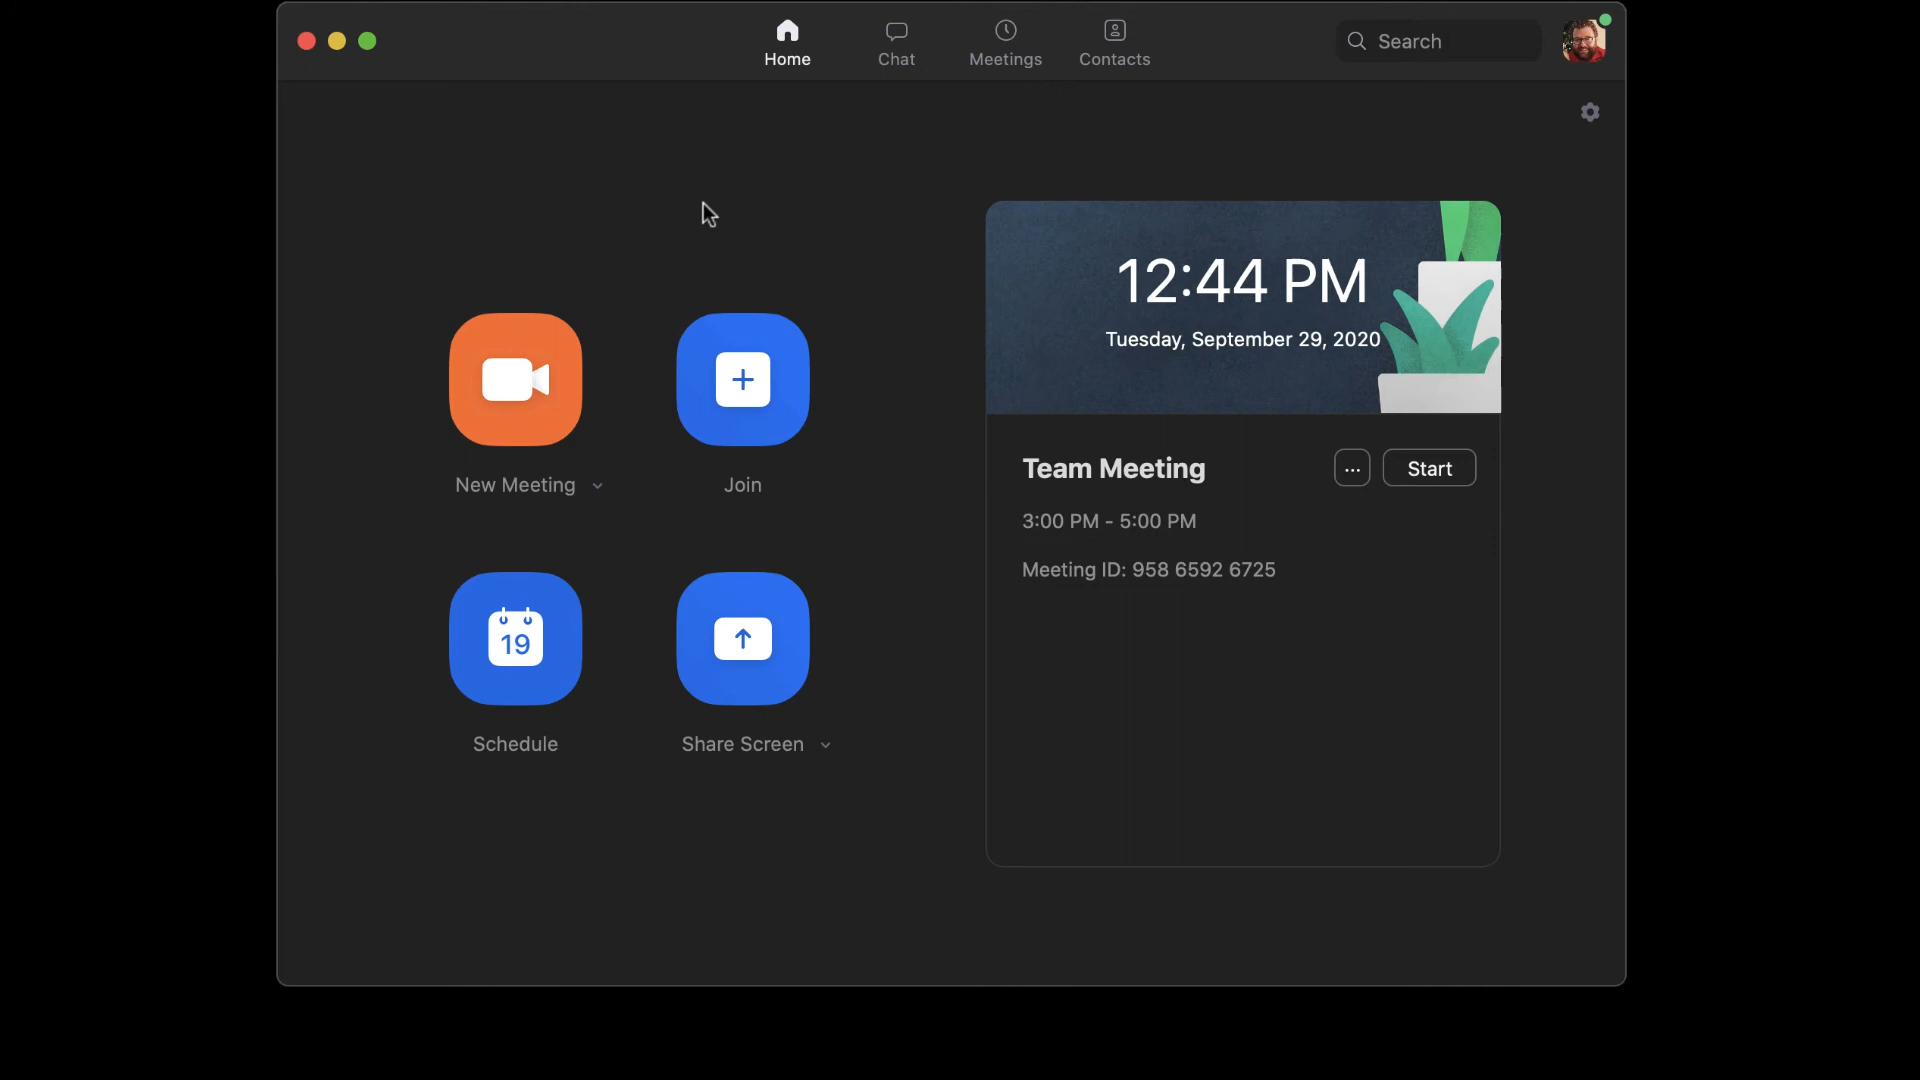 Home
Chat
Meetings
Contacts
Search
12:44 PM
Tuesday, September 29, 2020
New Meeting
Join
Team Meeting
...
Start
3:00 PM - 5:00 PM
Meeting ID: 958 6592 6725
19
Schedule
Share Screen